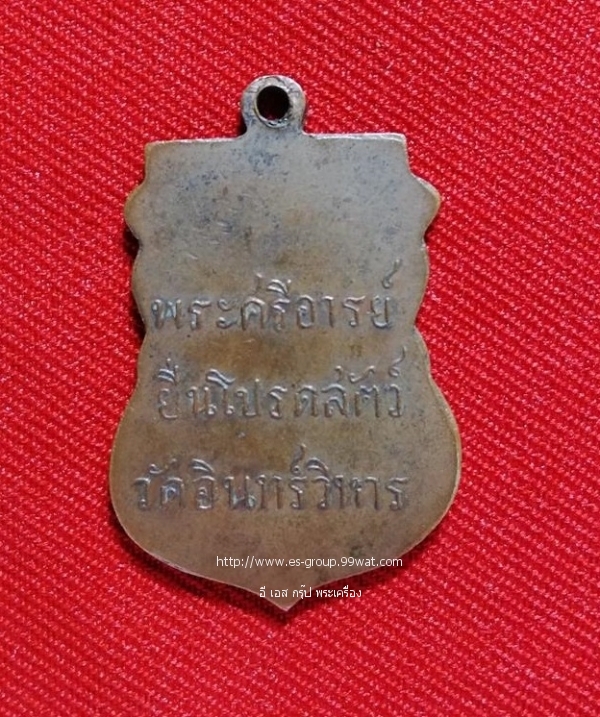 พระศรีอารย์
ยืนโปรดสัตว์
วัดอินทร์วิหาร
http://www.es-group.99wat.com
อี เอส กรุ๊ป พระเครื่อง